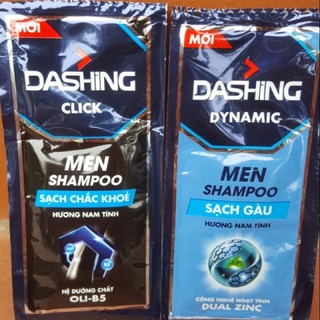 MỚI
DASHING
CLICK
MEN
SHAMPOO
SẠCH CHẮC KHOẺ
HƯƠNG NAM TÍNH
HỆ DƯỠNG CHẤT
OLI-B5
MỚI
DASHING
DYNAMIC
MEN
SHAMPOO
SẠCH GÀU
HƯƠNG NAM TÍNH
CÔNG NGHỆ HOẠT TÍNH
DUAL ZINC